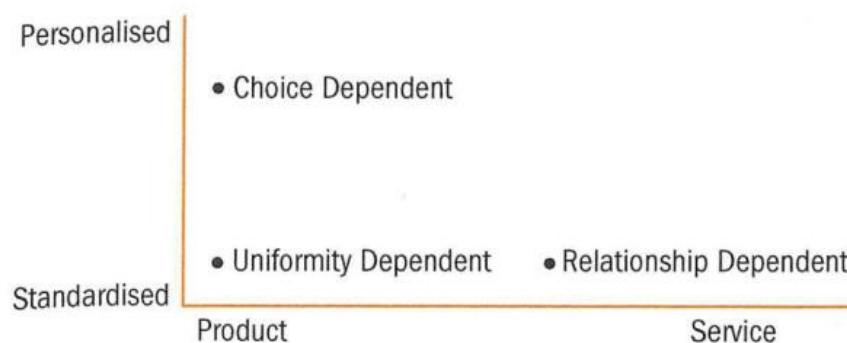 Personalised
Choice Dependent
Uniformity Dependent
Relationship Dependent
Standardised
Product
Service